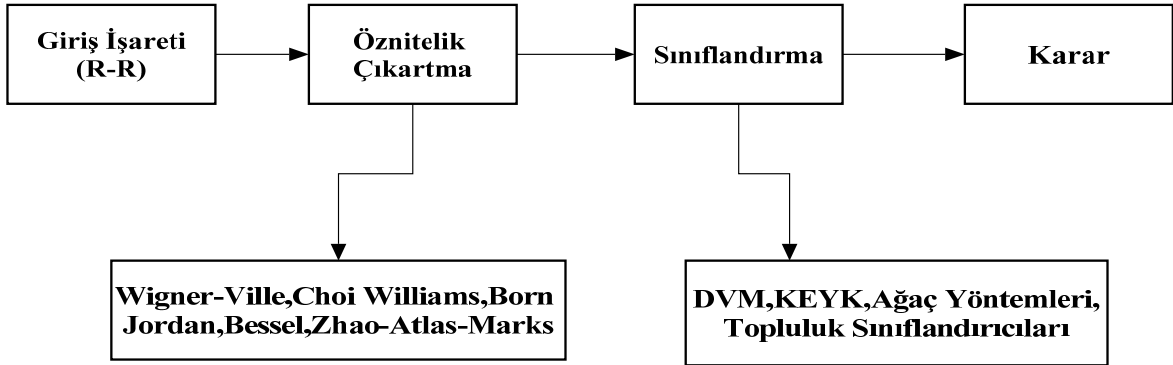 Giriş İşareti
(R-R)
Öznitelik
Çıkartma
Sınıflandırma
Karar
Wigner-Ville,Choi Williams,Born
Jordan,Bessel,Zhao-Atlas-Marks
DVM,KEYK,Ağaç Yöntemleri,
Topluluk Sınıflandırıcıları